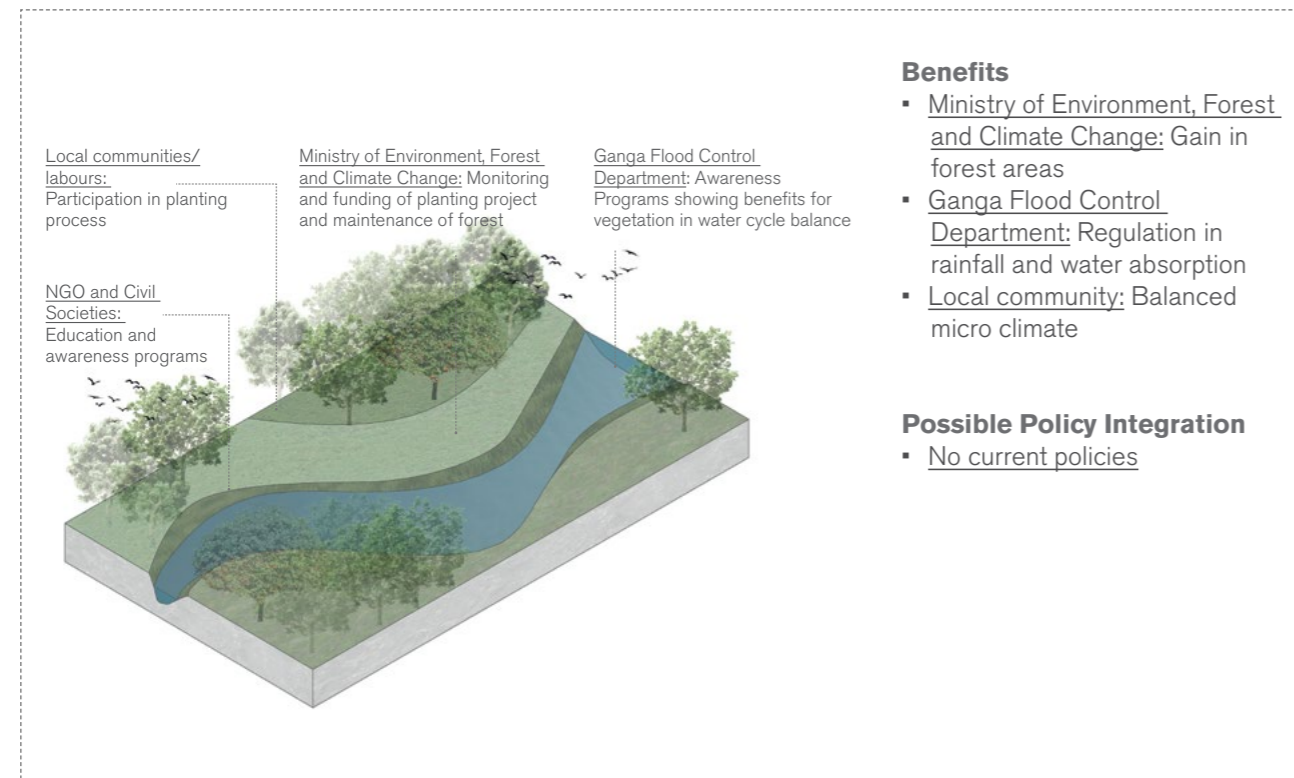 Local communities/
labours:
Participation in planting
process
Ministry of Environment, Forest
and Climate Change: Monitoring
and funding of planting project
and maintenance of forest
Ganga Flood Control
Department: Awareness
Programs showing benefits for
vegetation in water cycle balance
NGO and Civil
Societies:
Education and
awareness programs
Benefits
▪ Ministry of Environment, Forest
and Climate Change: Gain in
forest areas
▪ Ganga Flood Control
Department: Regulation in
rainfall and water absorption
▪ Local community: Balanced
micro climate
Possible Policy Integration
▪ No current policies